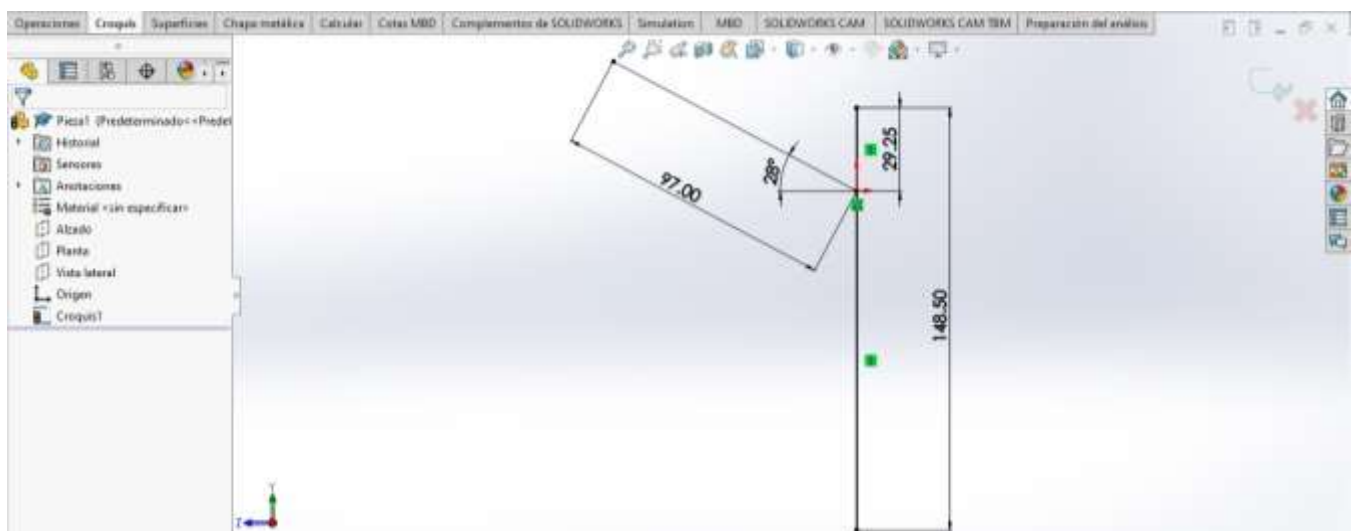 Operaciones Croquis Superficies Chapa metálica Calcular Cotas MBD Complementos de SOLIDWORKS Simulation MBD SOLIDWORKS CAM SOLIDWORKS CAM TBM Preparación del análisis
Pieza1 (Predeterminado<<Predet
Historial
Sensores
Anotaciones
Material <sin especificar>
Alzado
Planta
Vista lateral
Origen
Croquis1
97.00
28°
29.25
148.50
Y
Z